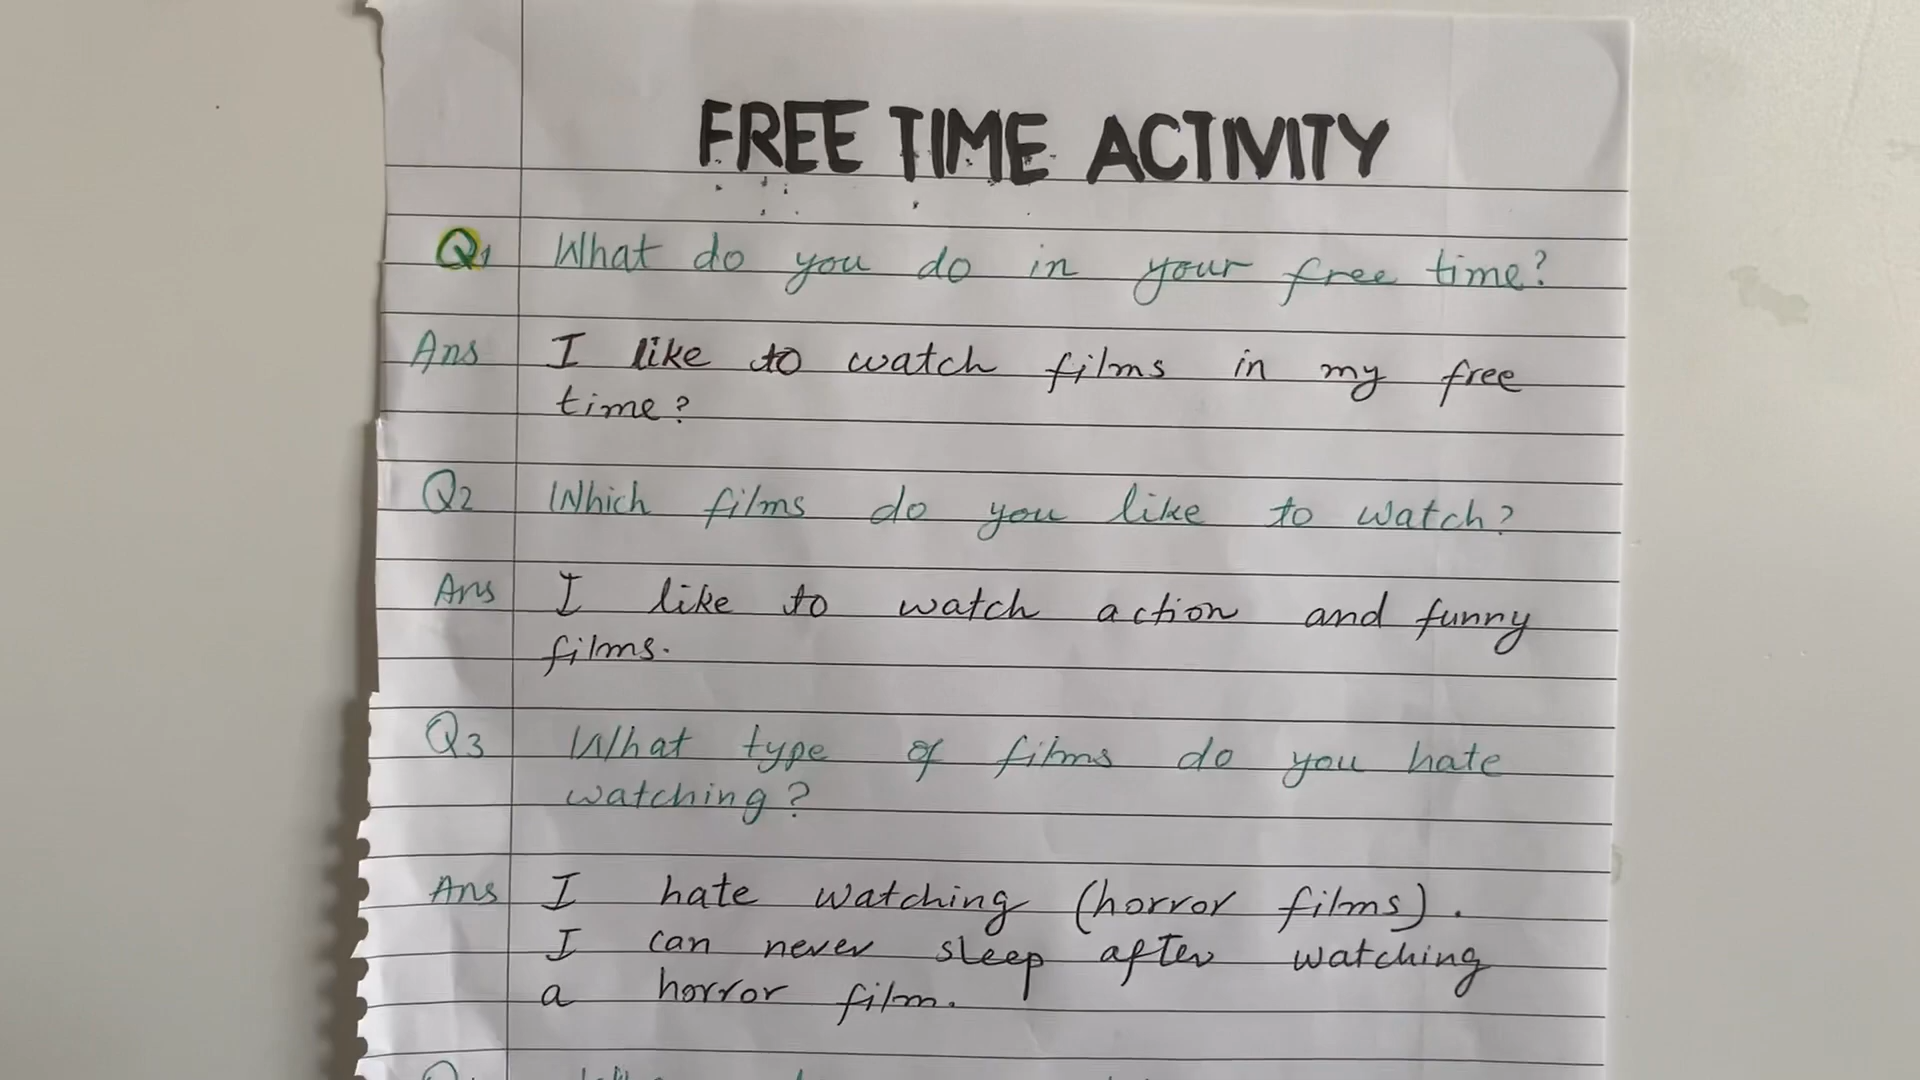 FREE TIME ACTIVITY
Q1 What do you do in your free time?
Ans I like to watch films in my free
time?
Q2 Which films do you like to watch?
Ans I like to watch action and funny
films.
Q3 What type of films do you hate
watching?
Ans I hate watching (horror films).
I can never sleep after watching
a horror film.